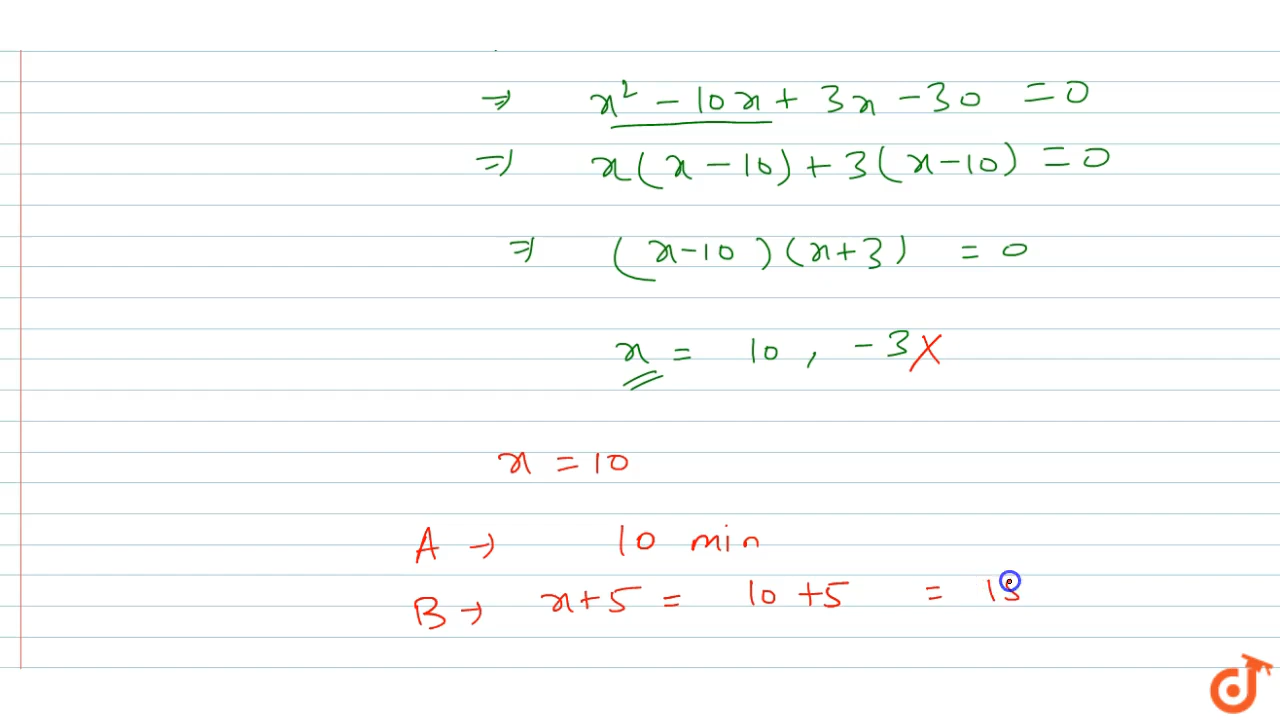 ⇒ x² - 10x + 3x - 30 = 0
⇒ x(x - 10) + 3(x - 10) = 0
⇒ (x - 10)(x + 3) = 0
x = 10, -3 X
x = 10
A → 10 min
B → x + 5 = 10 + 5 = 15